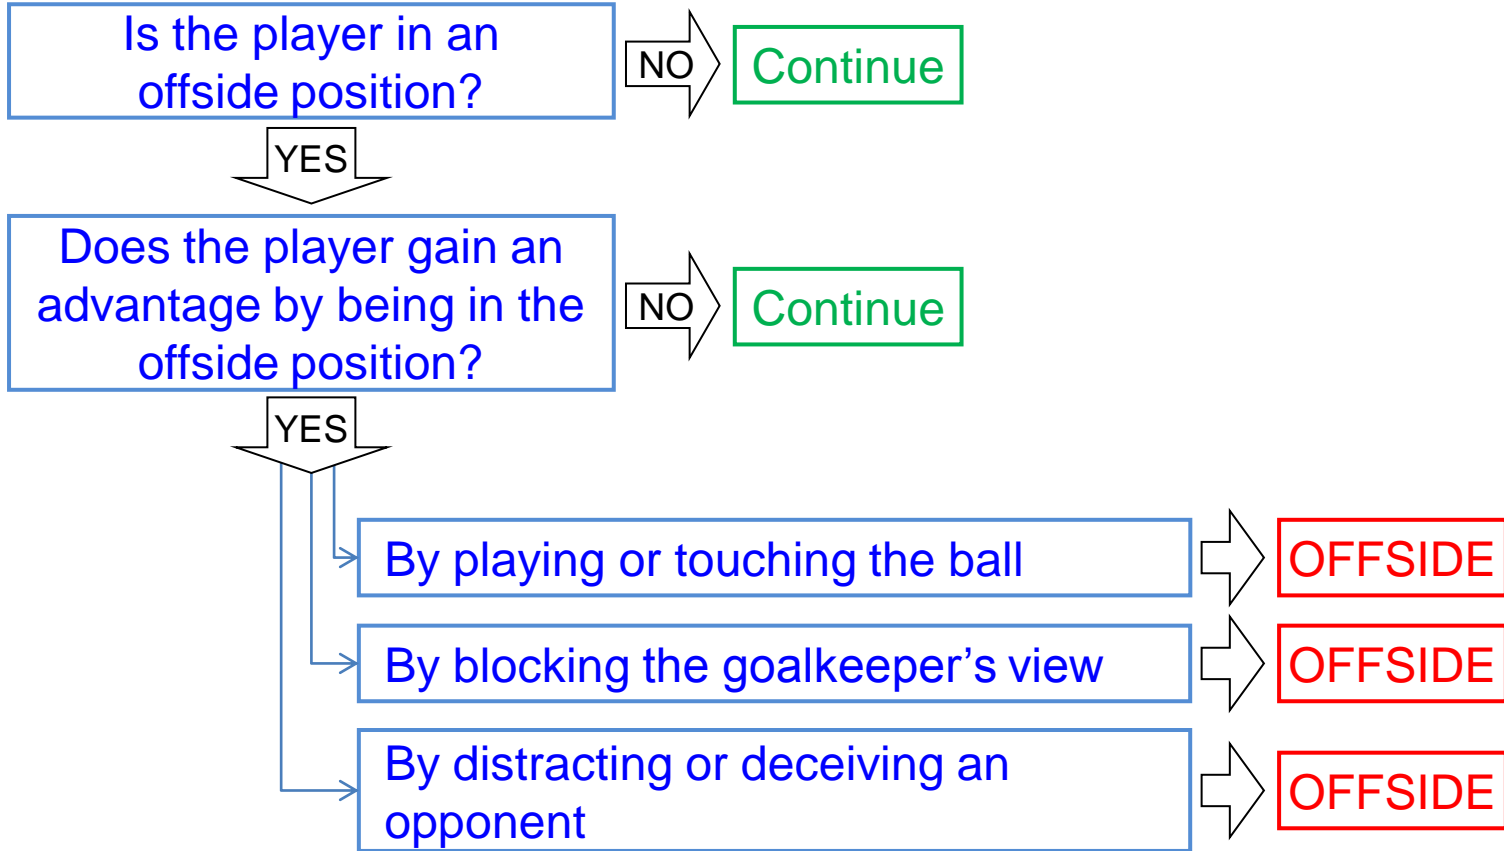 Is the player in an
offside position?
NO
Continue
YES
Does the player gain an
advantage by being in the
offside position?
NO
Continue
YES
By playing or touching the ball
OFFSIDE
By blocking the goalkeeper’s view
OFFSIDE
By distracting or deceiving an
opponent
OFFSIDE